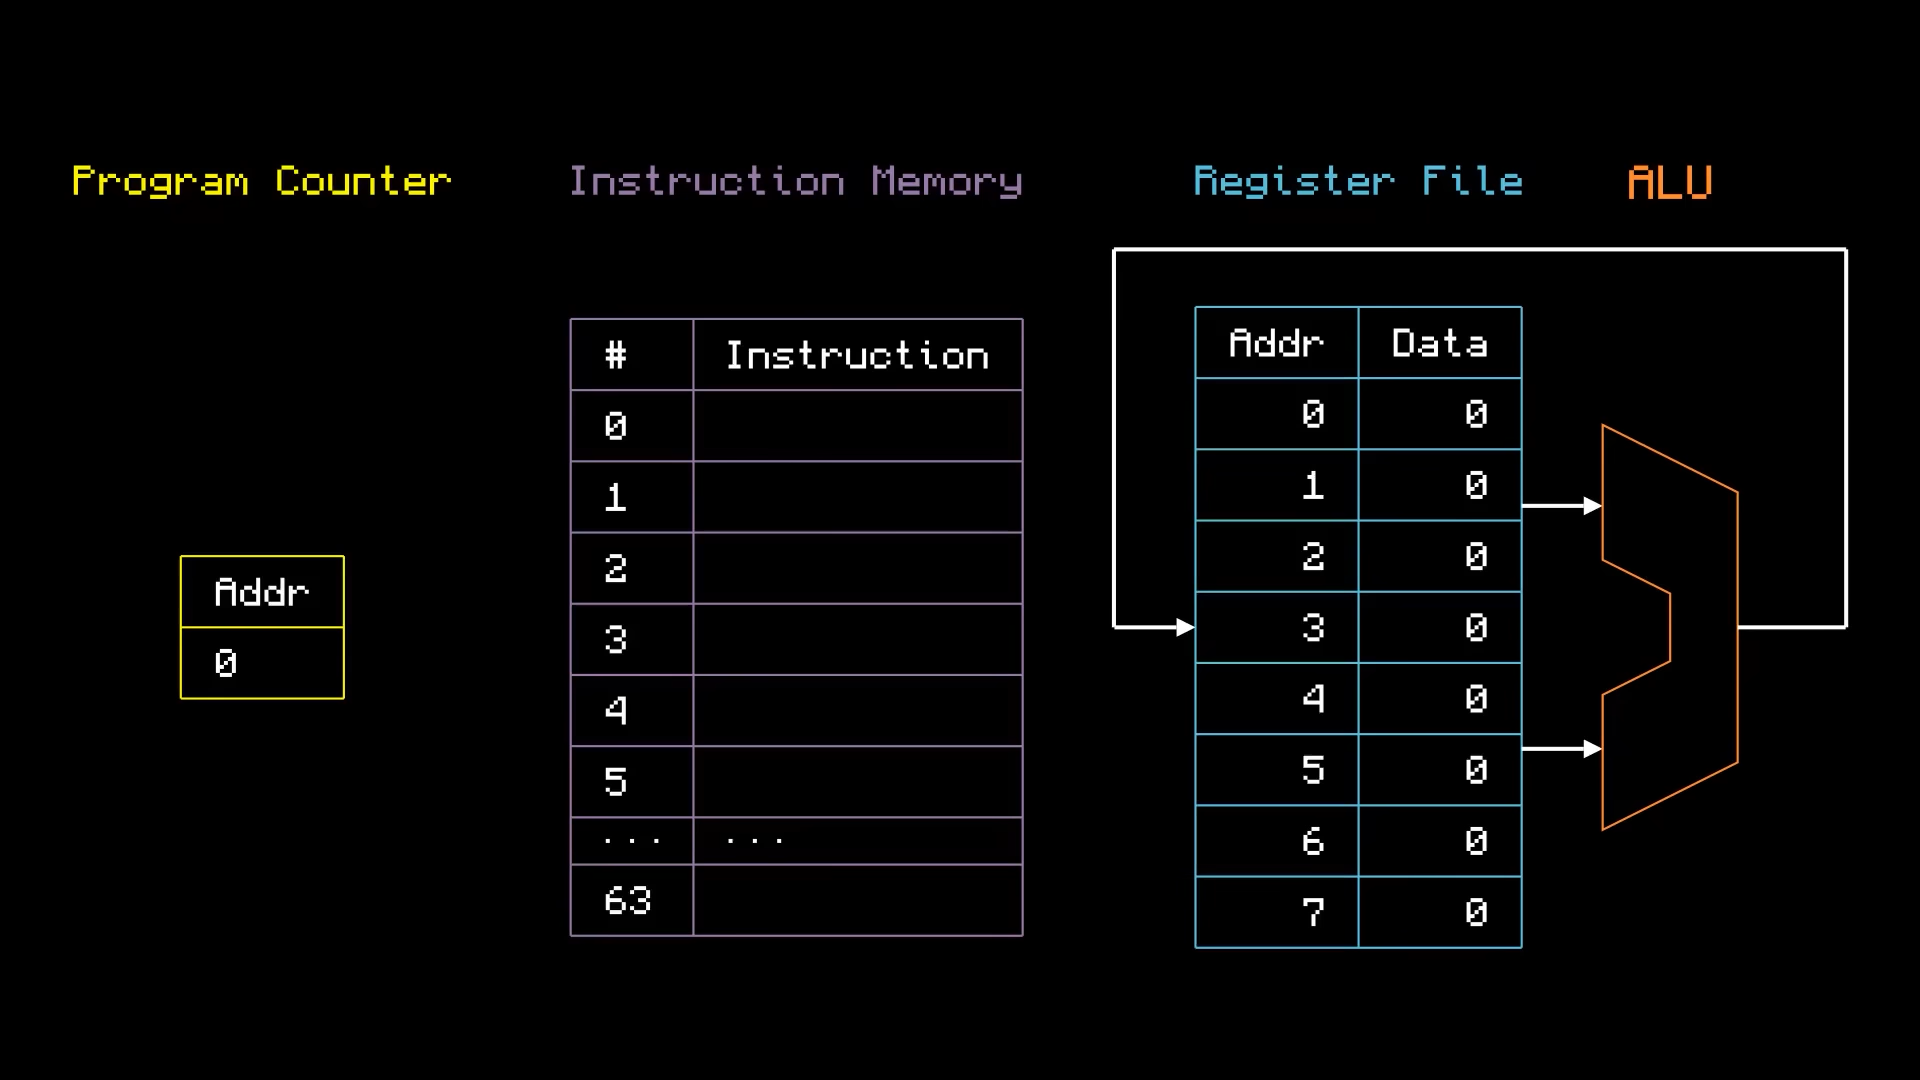 Program Counter
Instruction Memory
Register File
ALU
Addr
0
# Instruction
0
1
2
3
4
5
... ...
63
Addr Data
0 0
1 0
2 0
3 0
4 0
5 0
6 0
7 0